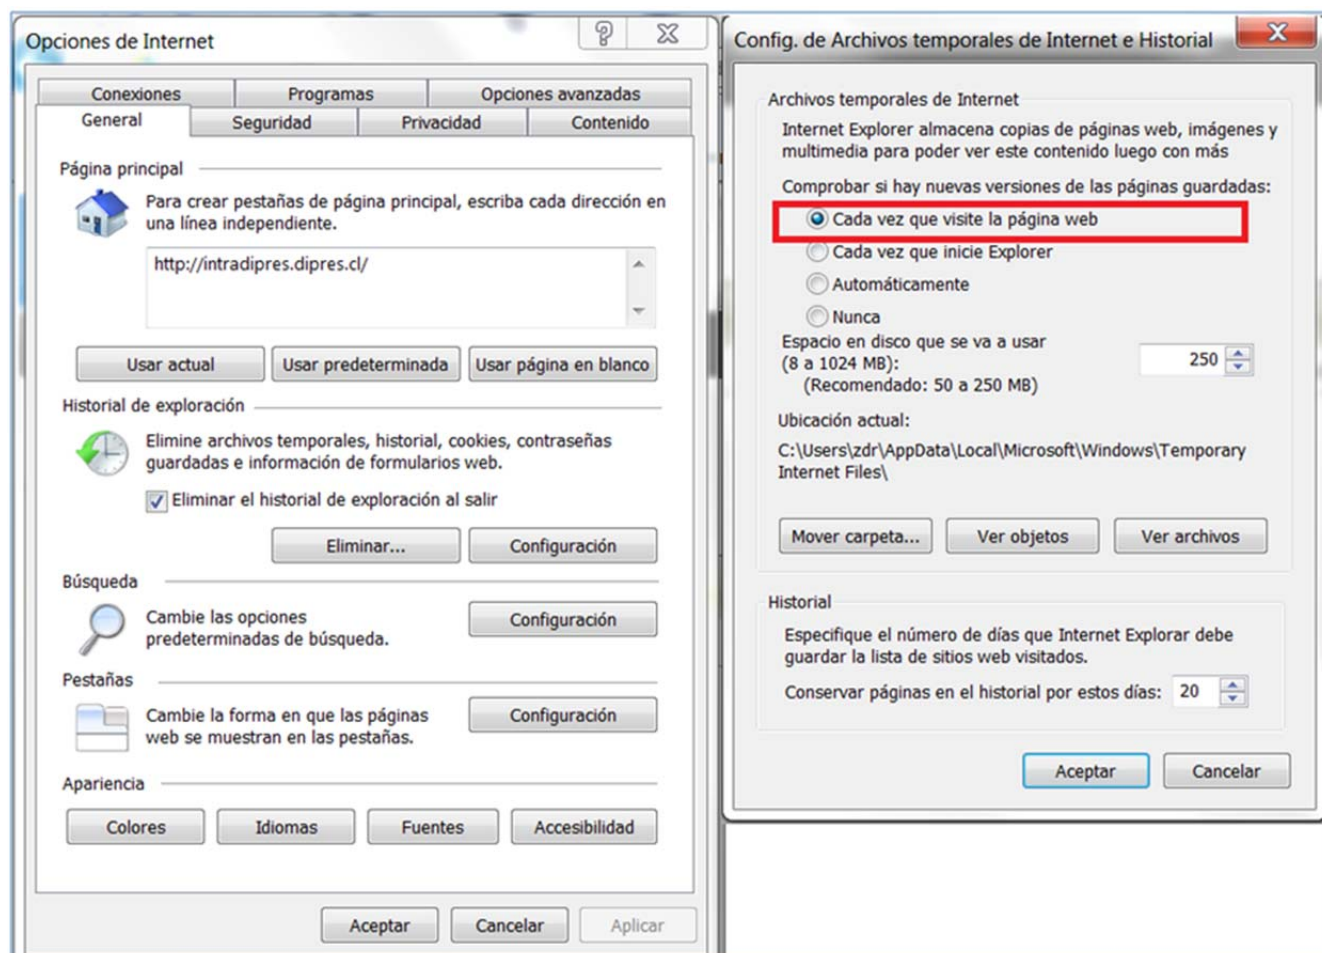 Opciones de Internet
Conexiones Programas Opciones avanzadas
General Seguridad Privacidad Contenido
Página principal
Para crear pestañas de página principal, escriba cada dirección en
una línea independiente.
http://intradipres.dipres.cl/
Usar actual Usar predeterminada Usar página en blanco
Historial de exploración
Elimine archivos temporales, historial, cookies, contraseñas
guardadas e información de formularios web.
Eliminar el historial de exploración al salir
Eliminar... Configuración
Búsqueda
Cambie las opciones
predeterminadas de búsqueda.
Configuración
Pestañas
Cambie la forma en que las páginas
web se muestran en las pestañas.
Configuración
Apariencia
Colores Idiomas Fuentes Accesibilidad
Aceptar Cancelar Aplicar
Config. de Archivos temporales de Internet e Historial
Archivos temporales de Internet
Internet Explorer almacena copias de páginas web, imágenes y
multimedia para poder ver este contenido luego con más
Comprobar si hay nuevas versiones de las páginas guardadas:
Cada vez que visite la página web
Cada vez que inicie Explorer
Automáticamente
Nunca
Espacio en disco que se va a usar
(8 a 1024 MB):
(Recomendado: 50 a 250 MB)
250
Ubicación actual:
C:\Users\zdr\AppData\Local\Microsoft\Windows\Temporary
Internet Files\
Mover carpeta... Ver objetos Ver archivos
Historial
Especifique el número de días que Internet Explorar debe
guardar la lista de sitios web visitados.
Conservar páginas en el historial por estos días: 20
Aceptar Cancelar